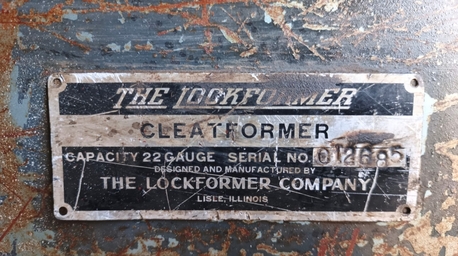 THE LOCKFORMER
CLEATFORMER
CAPACITY 22 GAUGE SERIAL NO.
DESIGNED AND MANUFACTURED BY
THE LOCKFORMER COMPANY
LISLE, ILLINOIS